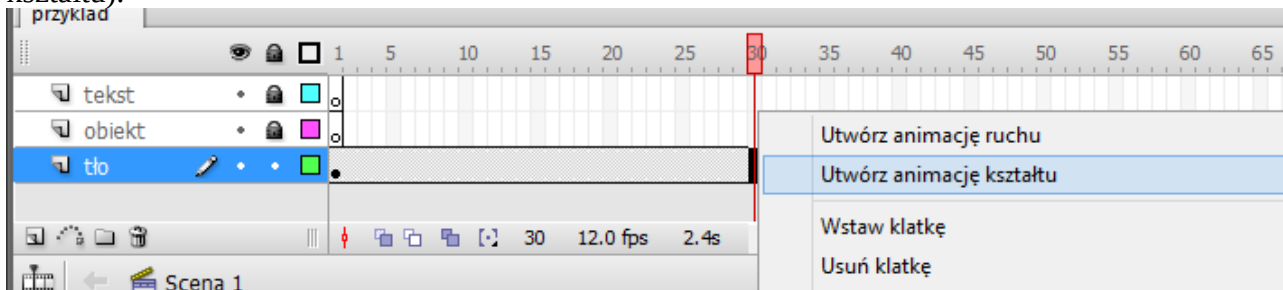 kształtu).
przykład
1 5 10 15 20 25 30 35 40 45 50 55 60 65
tekst
obiekt
tło
Utwórz animację ruchu
Utwórz animację kształtu
Wstaw klatkę
Usuń klatkę
30 12.0 fps 2.4s
Scena 1